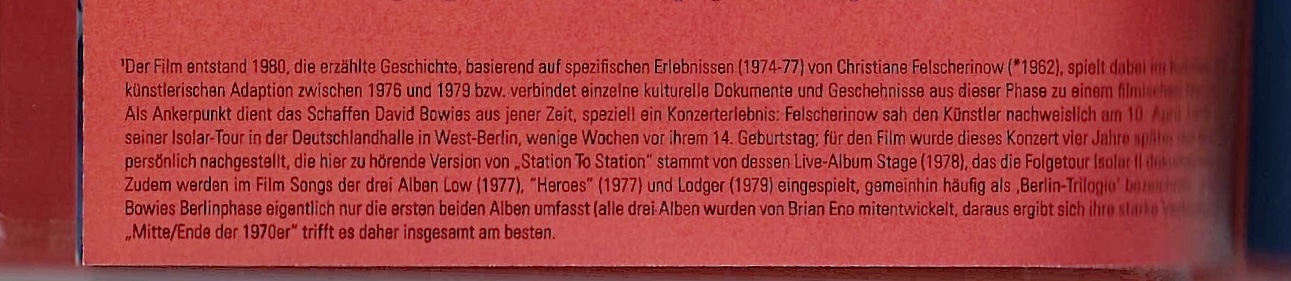 ¹Der Film entstand 1980, die erzählte Geschichte, basierend auf spezifischen Erlebnissen (1974-77) von Christiane Felscherinow (*1962), spielt dabei
künstlerischen Adaption zwischen 1976 und 1979 bzw. verbindet einzelne kulturelle Dokumente und Geschehnisse aus dieser Phase zu einem
Als Ankerpunkt dient das Schaffen David Bowies aus jener Zeit, speziell ein Konzerterlebnis: Felscherinow sah den Künstler nachweislich am 10. April
seiner Isolar-Tour in der Deutschlandhalle in West-Berlin, wenige Wochen vor ihrem 14. Geburtstag; für den Film wurde dieses Konzert vier Jahre später
persönlich nachgestellt, die hier zu hörende Version von „Station To Station“ stammt von dessen Live-Album Stage (1978), das die Folgetour Isolar II
Zudem werden im Film Songs der drei Alben Low (1977), "Heroes" (1977) und Lodger (1979) eingespielt, gemeinhin häufig als ‚Berlin-Trilogie‘
Bowies Berlinphase eigentlich nur die ersten beiden Alben umfasst (alle drei Alben wurden von Brian Eno mitentwickelt, daraus ergibt sich ihre starke
„Mitte/Ende der 1970er“ trifft es daher insgesamt am besten.